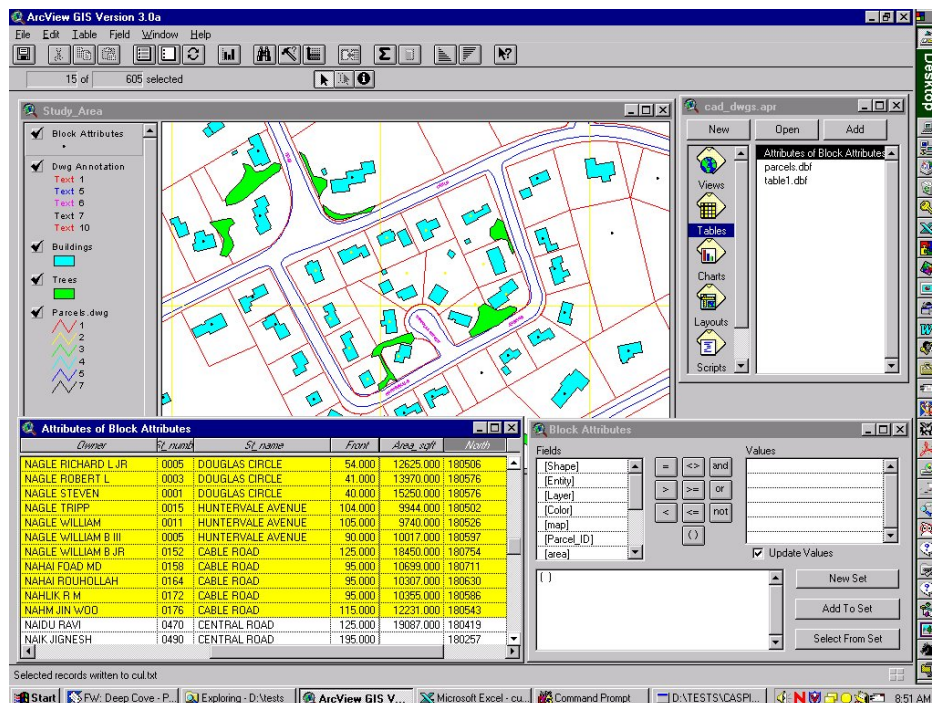 ArcView GIS Version 3.0a
File Edit Table Field Window Help
15 of 605 selected
Study_Area
Block Attributes
Dwg Annotation
Text 1
Text 5
Text 6
Text 7
Text 10
Buildings
Trees
Parcels.dwg
1
2
3
4
5
7
cad_dwgs.apr
New Open Add
Views
Tables
Charts
Layouts
Scripts
Attributes of Block Attributes
parcels.dbf
table1.dbf
Desktop
Attributes of Block Attributes
Owner St_numb St_name Front Area_sqft North
NAGLE RICHARD L JR 0005 DOUGLAS CIRCLE 54.000 12625.000 180506
NAGLE ROBERT L 0003 DOUGLAS CIRCLE 41.000 13970.000 180576
NAGLE STEVEN 0001 DOUGLAS CIRCLE 40.000 15250.000 180576
NAGLE TRIPP 0015 HUNTERVALE AVENUE 104.000 9944.000 180502
NAGLE WILLIAM 0011 HUNTERVALE AVENUE 105.000 9740.000 180526
NAGLE WILLIAM B III 0005 HUNTERVALE AVENUE 90.000 10017.000 180597
NAGLE WILLIAM B JR 0152 CABLE ROAD 125.000 18450.000 180754
NAHAI FOAD MD 0158 CABLE ROAD 95.000 10699.000 180711
NAHAI ROUHOLLAH 0164 CABLE ROAD 95.000 10307.000 180630
NAHLIK R M 0172 CABLE ROAD 95.000 10355.000 180586
NAHM JIN WOO 0176 CABLE ROAD 115.000 12231.000 180543
NAIDU RAVI 0470 CENTRAL ROAD 125.000 19087.000 180419
NAIK JIGNESH 0490 CENTRAL ROAD 195.000 180257
Block Attributes
Fields Values
[Shape]
[Entity]
[Layer]
[Color]
[map]
[Parcel_ID]
[area]
= <> and
> >= or
< <= not
( )
Update Values
( )
New Set
Add To Set
Select From Set
Selected records written to cul.txt
Start FW: Deep Cove - P... Exploring - D:\tests ArcView GIS V... Microsoft Excel - cu... Command Prompt D:\TESTS\CASPI... 8:51 AM